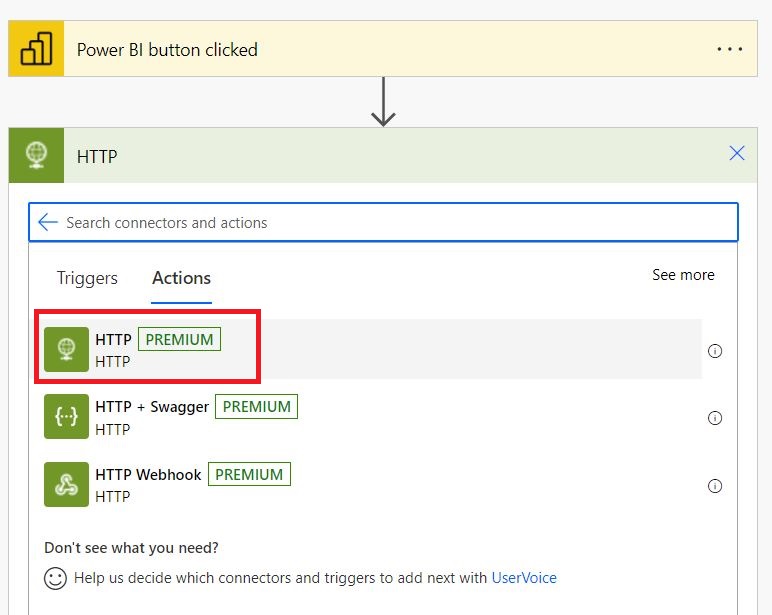 Power BI button clicked
HTTP
Search connectors and actions
Triggers Actions See more
HTTP PREMIUM
HTTP
HTTP + Swagger PREMIUM
HTTP
HTTP Webhook PREMIUM
HTTP
Don't see what you need?
Help us decide which connectors and triggers to add next with UserVoice